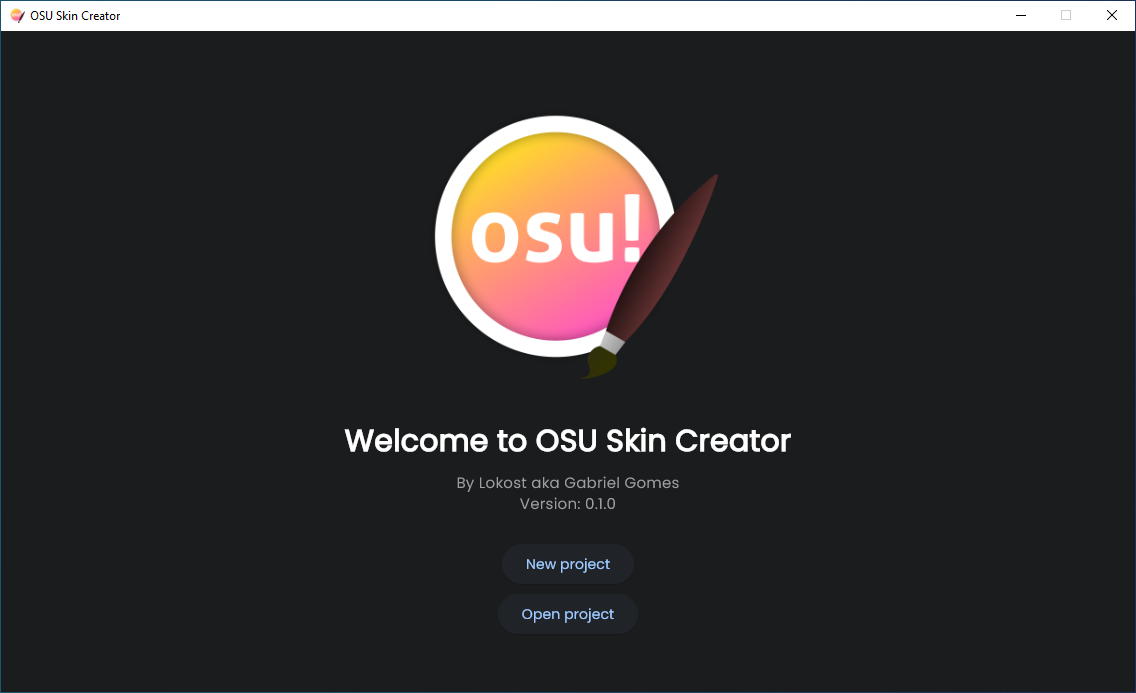 OSU Skin Creator
osu!
Welcome to OSU Skin Creator
By Lokost aka Gabriel Gomes
Version: 0.1.0
New project
Open project